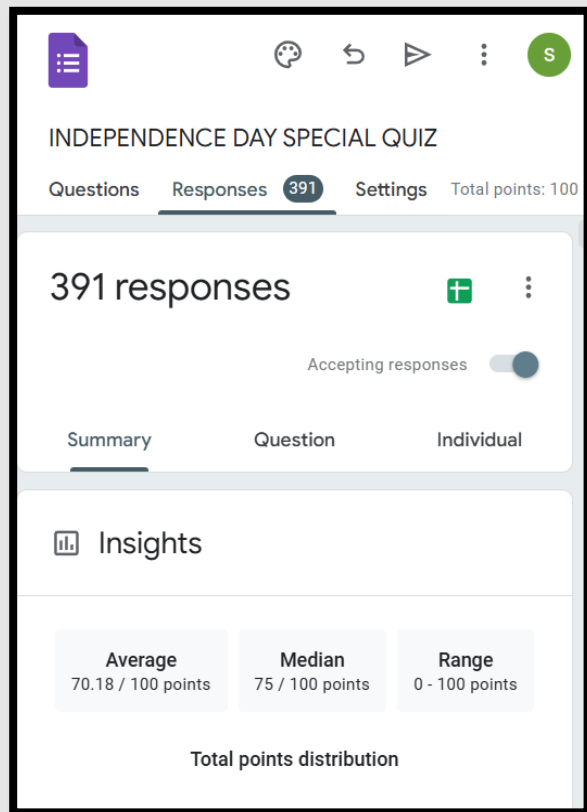 S
INDEPENDENCE DAY SPECIAL QUIZ
Questions Responses 391 Settings Total points: 100
391 responses
Accepting responses
Summary Question Individual
Insights
Average Median Range
70.18 / 100 points 75 / 100 points 0 - 100 points
Total points distribution